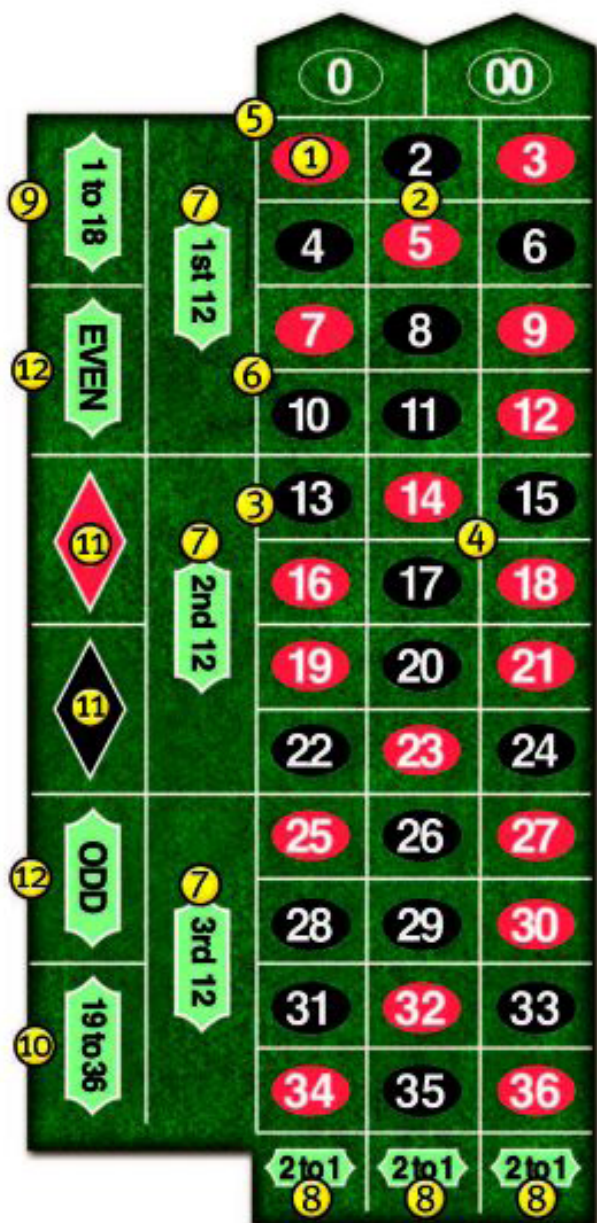 0 00
5
1 2 3
9 1 to 18 7 1st 12 2
4 5 6
7 8 9
12 EVEN 6
10 11 12
3 13 14 15
11 7 2nd 12 4
16 17 18
19 20 21
11
22 23 24
25 26 27
12 ODD 7 3rd 12
28 29 30
10 19 to 36
31 32 33
34 35 36
2 to 1 2 to 1 2 to 1
8 8 8